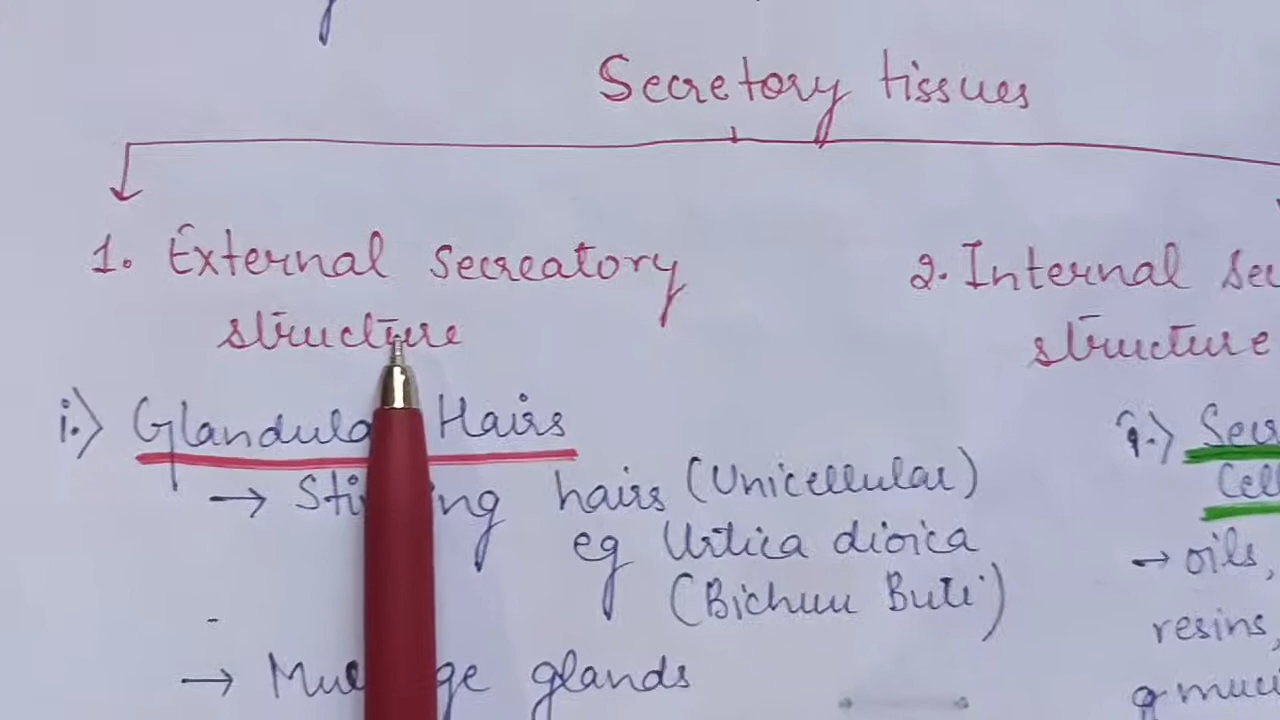 Secretory tissues
1. External secreatory
structure
2. Internal
structure
i.) Hairs
→ hairs (Unicellular)
eg Urtica dioica
(Bichuu Buti)
→ glands
→ oils,
resins,